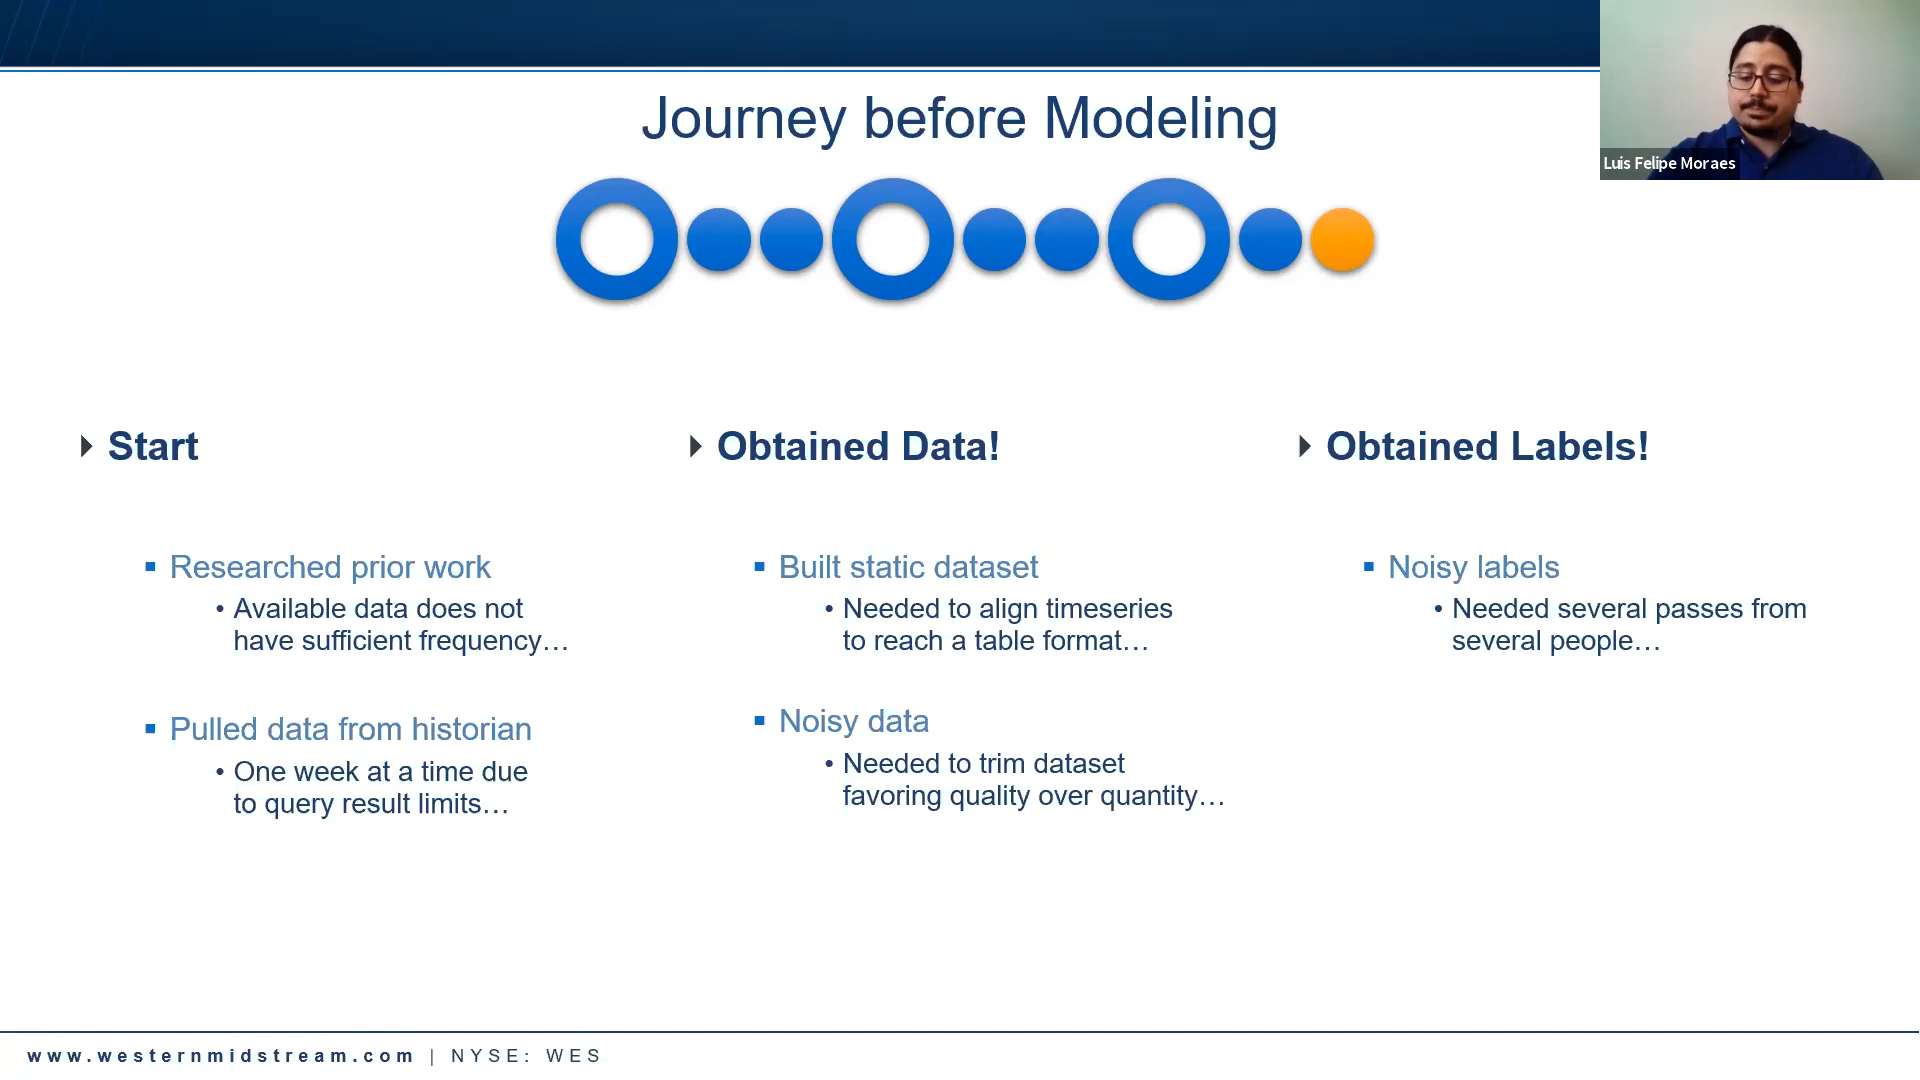 Journey before Modeling
Luis Felipe Moraes
Start
Researched prior work
• Available data does not
have sufficient frequency…
Pulled data from historian
• One week at a time due
to query result limits…
Obtained Data!
Built static dataset
• Needed to align timeseries
to reach a table format…
Noisy data
• Needed to trim dataset
favoring quality over quantity…
Obtained Labels!
Noisy labels
• Needed several passes from
several people…
www.westernmidstream.com | NYSE: WES